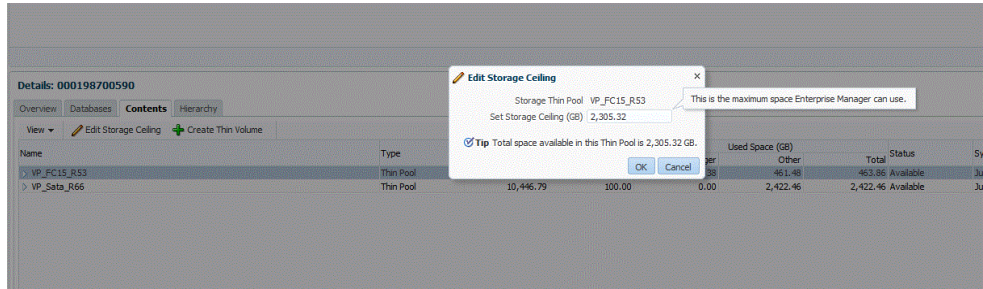 Details: 000198700590
Edit Storage Ceiling
Storage Thin Pool VP_FC15_R53
This is the maximum space Enterprise Manager can use.
Set Storage Ceiling (GB) 2,305.32
Tip Total space available in this Thin Pool is 2,305.32 GB.
OK Cancel
Overview Databases Contents Hierarchy
View Edit Storage Ceiling Create Thin Volume
Used Space (GB)
Name Type Other Total Status
VP_FC15_R53 Thin Pool 461.48 463.86 Available
VP_Sata_R66 Thin Pool 10,446.79 100.00 0.00 2,422.46 2,422.46 Available